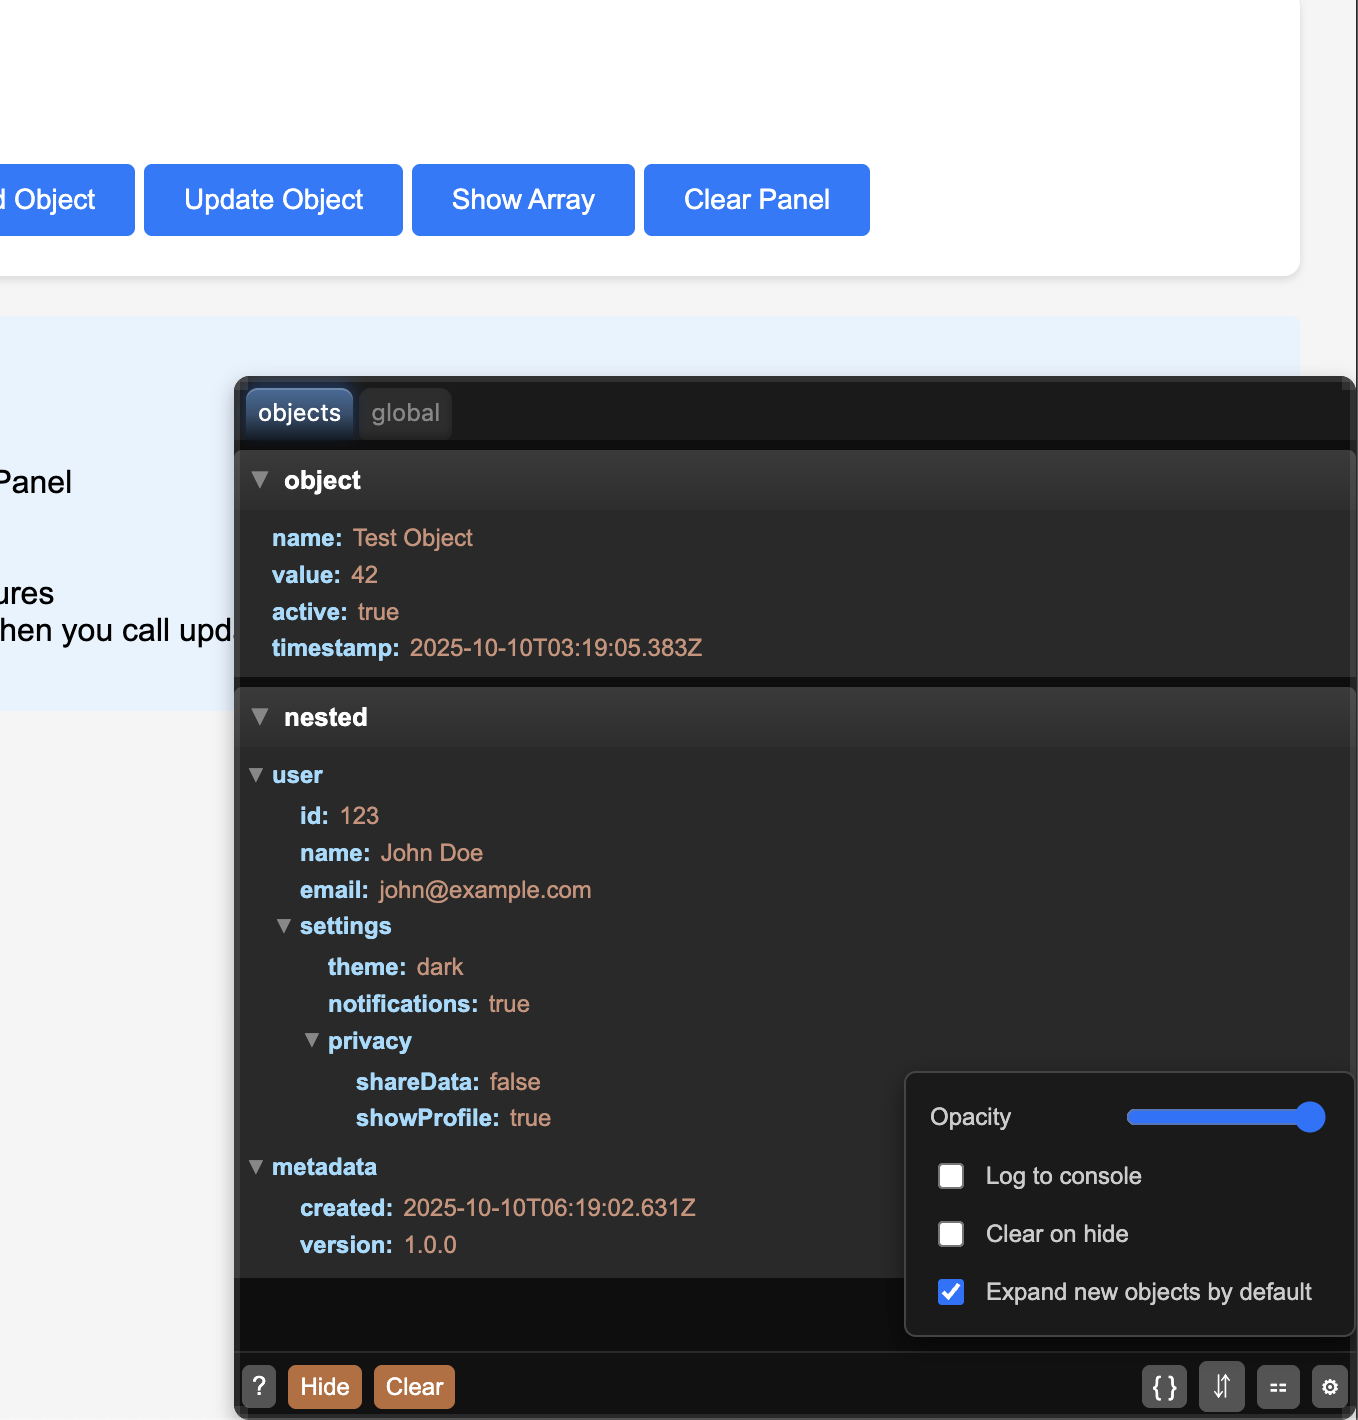 Object
Update Object
Show Array
Clear Panel
objects
global
Panel
object
name: Test Object
value: 42
active: true
hen you call upd
timestamp: 2025-10-10T03:19:05.383Z
nested
user
id: 123
name: John Doe
email: john@example.com
settings
theme: dark
notifications: true
privacy
shareData: false
showProfile: true
metadata
created: 2025-10-10T06:19:02.631Z
version: 1.0.0
Opacity
Log to console
Clear on hide
Expand new objects by default
?
Hide
Clear
{ }